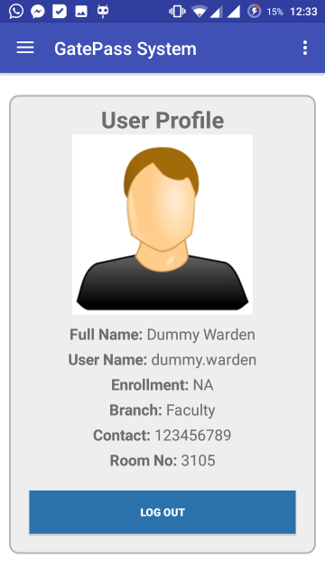 15% 12:33
GatePass System
User Profile
Full Name: Dummy Warden
User Name: dummy.warden
Enrollment: NA
Branch: Faculty
Contact: 123456789
Room No: 3105
LOG OUT